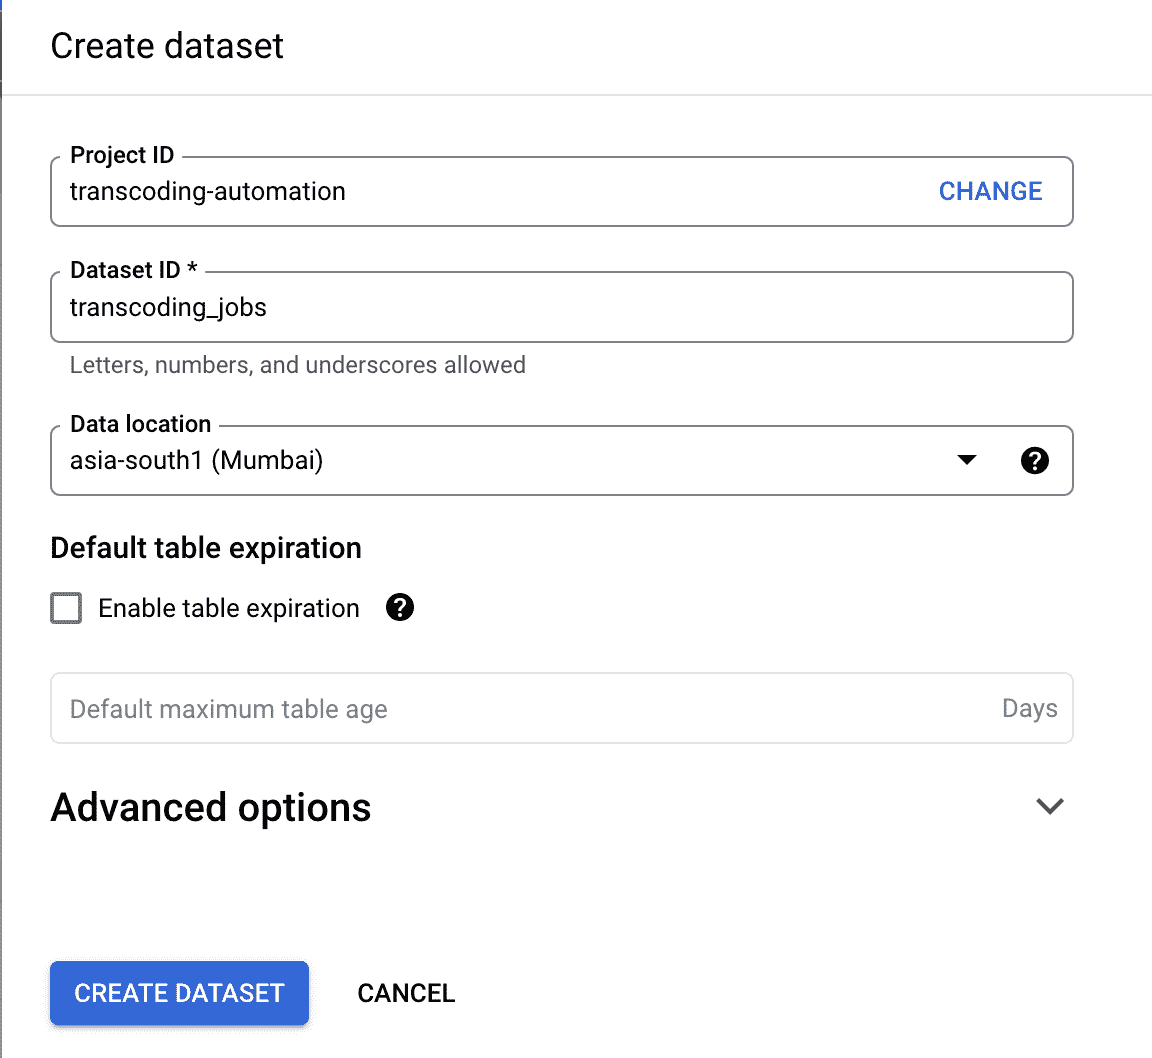 Create dataset
Project ID
transcoding-automation
CHANGE
Dataset ID *
transcoding_jobs
Letters, numbers, and underscores allowed
Data location
asia-south1 (Mumbai)
Default table expiration
Enable table expiration
Default maximum table age
Days
Advanced options
CREATE DATASET
CANCEL